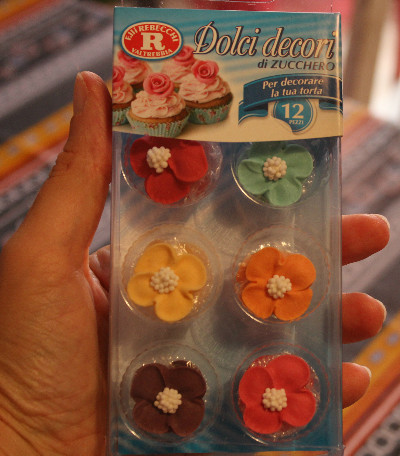 F.lli REBECCHI
R
VALTREBBIA
Dolci decori
di ZUCCHERO
Per decorare
la tua torta
12
PEZZI